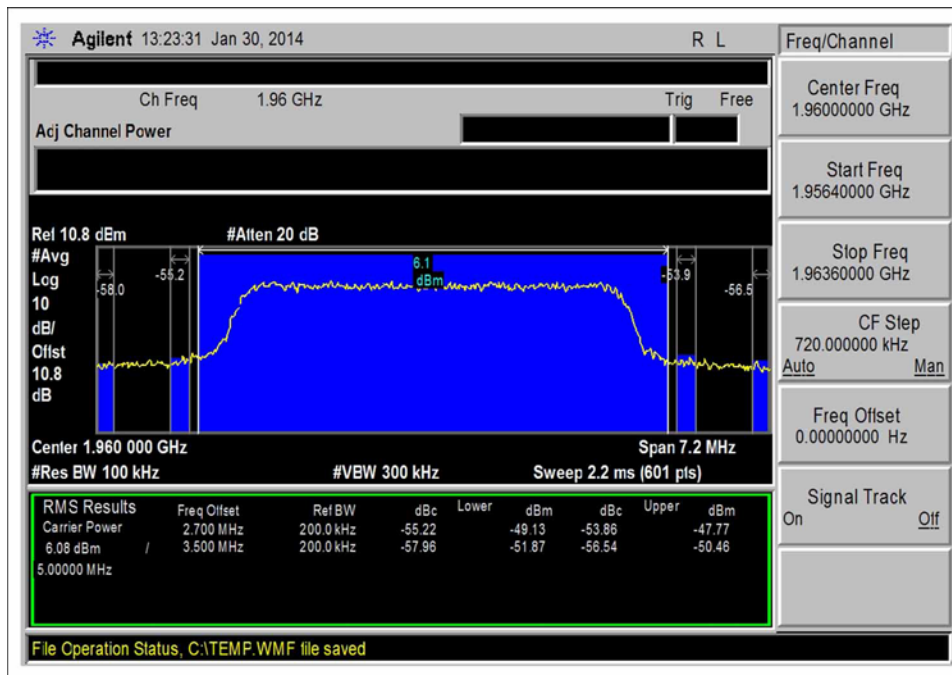 Agilent 13:23:31 Jan 30, 2014 R L
Freq/Channel
Ch Freq 1.96 GHz Trig Free
Adj Channel Power
Center Freq
1.96000000 GHz
Start Freq
1.95640000 GHz
Stop Freq
1.96360000 GHz
CF Step
720.000000 kHz
Auto Man
Freq Offset
0.00000000 Hz
Signal Track
On Off
Ref 10.8 dBm #Atten 20 dB
#Avg
Log
10
dB/
Offst
10.8
dB
-58.0 -55.2 6.1 dBm -53.9 -56.5
Center 1.960 000 GHz Span 7.2 MHz
#Res BW 100 kHz #VBW 300 kHz Sweep 2.2 ms (601 pts)
RMS Results Freq Offset Ref BW dBc Lower dBm dBc Upper dBm
Carrier Power 2.700 MHz 200.0 kHz -55.22 -49.13 -53.86 -47.77
6.08 dBm / 3.500 MHz 200.0 kHz -57.96 -51.87 -56.54 -50.46
5.00000 MHz
File Operation Status, C:\TEMP.WMF file saved